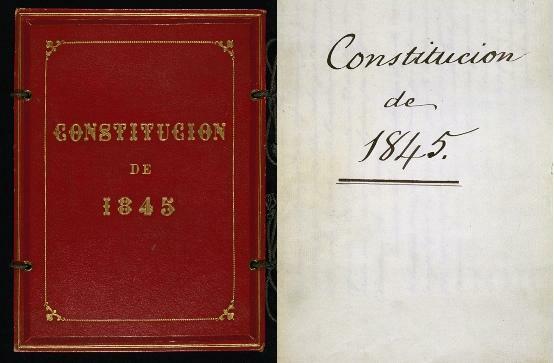 CONSTITUCION
DE
1845
Constitucion
de
1845.